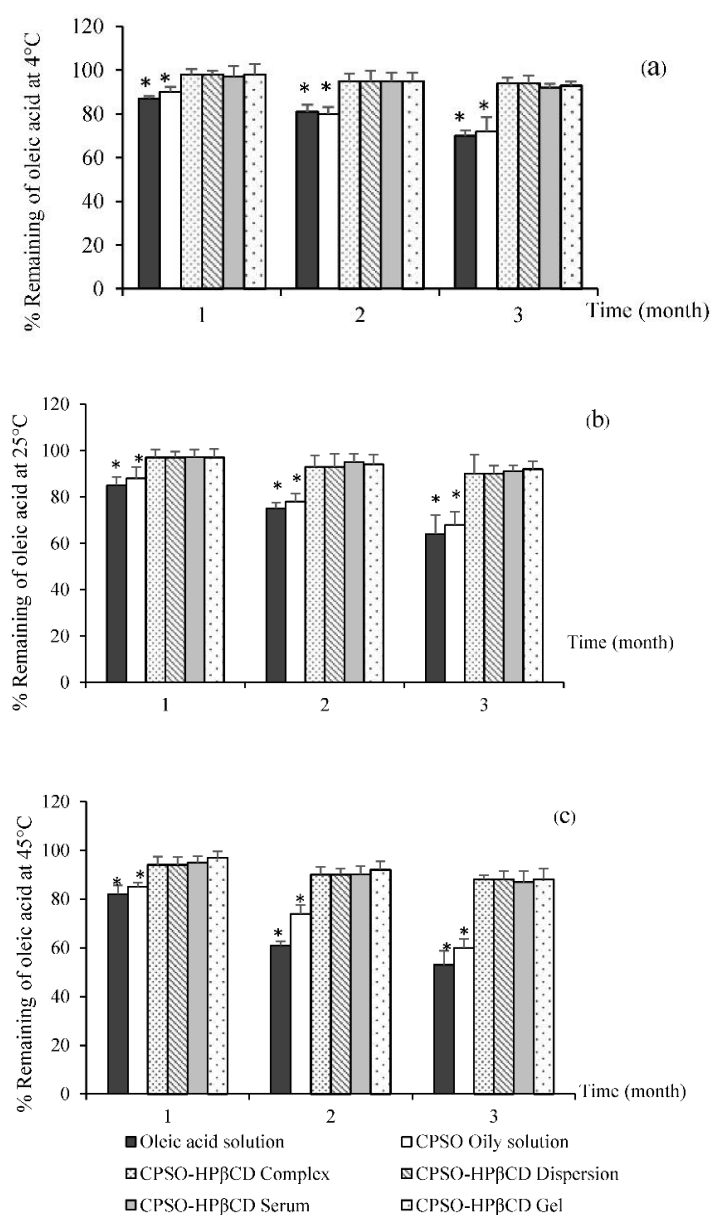 (a)
% Remaining of oleic acid at 4°C
120
100
80
60
40
20
0
* * * * * *
1 2 3
Time (month)
(b)
% Remaining of oleic acid at 25°C
120
100
80
60
40
20
0
* * * * * *
Time (month)
1 2 3
(c)
% Remaining of oleic acid at 45°C
120
100
80
60
40
20
0
* * * * * *
Time (month)
1 2 3
Oleic acid solution CPSO Oily solution
CPSO-HPβCD Complex CPSO-HPβCD Dispersion
CPSO-HPβCD Serum CPSO-HPβCD Gel